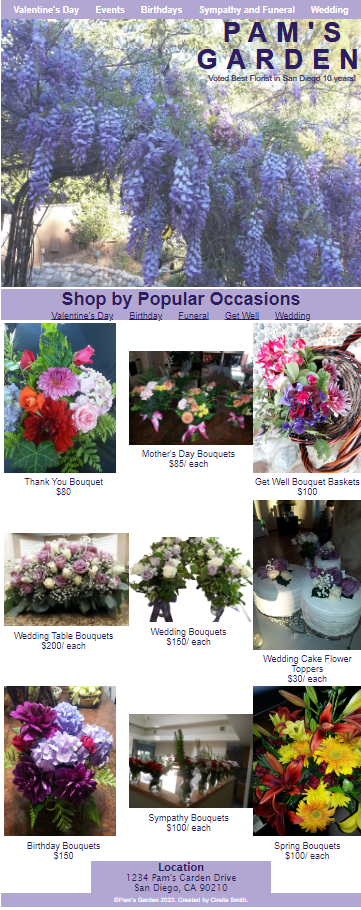 Valentine's Day Events Birthdays Sympathy and Funeral Wedding
PAM'S
GARDEN
Voted Best Florist in San Diego 10 years!
Shop by Popular Occasions
Valentine's Day Birthday Funeral Get Well Wedding
Thank You Bouquet
$80
Mother's Day Bouquets
$85/ each
Get Well Bouquet Baskets
$100
Wedding Table Bouquets
$200/ each
Wedding Bouquets
$150/ each
Wedding Cake Flower
Toppers
$30/ each
Birthday Bouquets
$150
Sympathy Bouquets
$100/ each
Spring Bouquets
$100/ each
Location
1234 Pam's Garden Drive
San Diego, CA 90210
©Pam's Garden 2023. Created by Cinelle Smith.